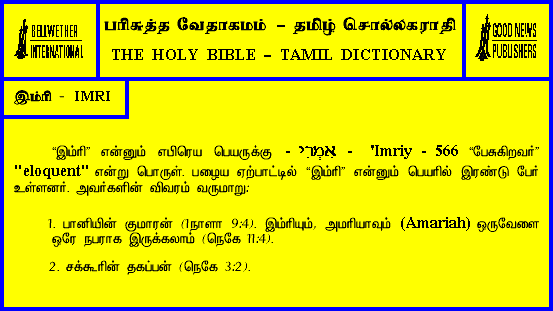 BELLWETHER
INTERNATIONAL
பரிசுத்த வேதாகமம் – தமிழ் சொல்லகராதி
THE HOLY BIBLE – TAMIL DICTIONARY
GOOD NEWS
PUBLISHERS
இம்ரி - IMRI
“இம்ரி” என்னும் எபிரெய பெயருக்கு - אִמְרִי - 'Imriy - 566 “பேசுகிறவர்”
"eloquent" என்று பொருள். பழைய ஏற்பாட்டில் “இம்ரி” என்னும் பெயரில் இரண்டு பேர்
உள்ளனர். அவர்களின் விவரம் வருமாறு:
1. பானியின் குமாரன் (1நாளா 9:4). இம்ரியும், அமரியாவும் (Amariah) ஒருவேளை
ஒரே நபராக இருக்கலாம் (நெகே 11:4).
2. சக்கூரின் தகப்பன் (நெகே 3:2).